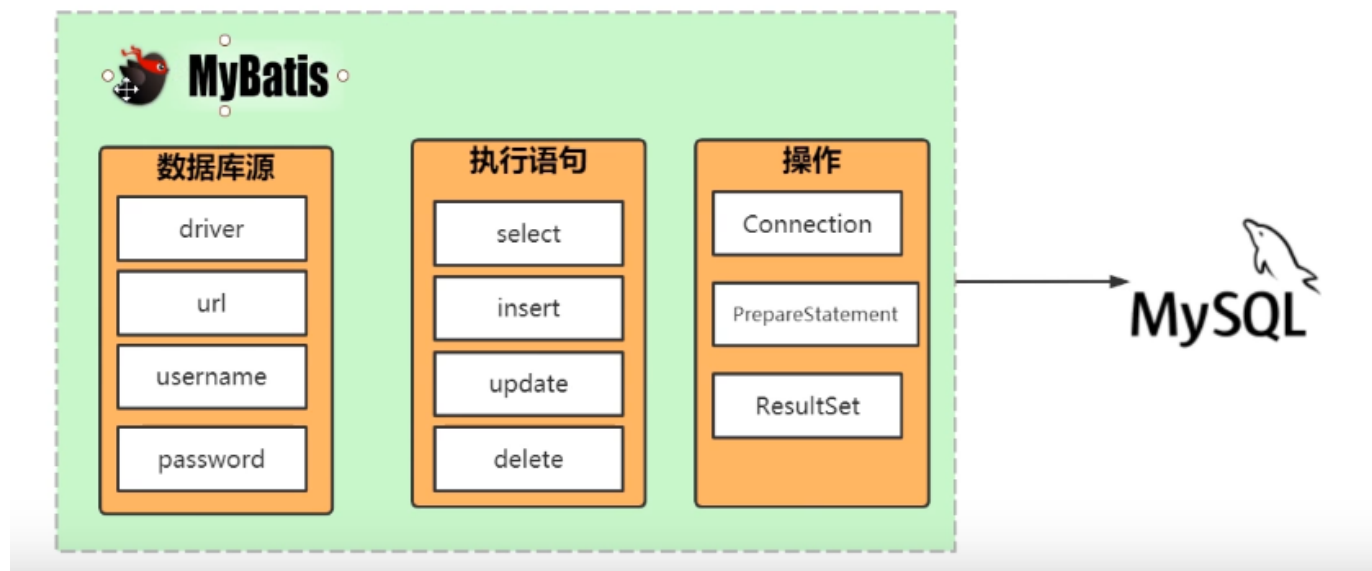 MyBatis
数据库源
driver
url
username
password
执行语句
select
insert
update
delete
操作
Connection
PrepareStatement
ResultSet
MySQL